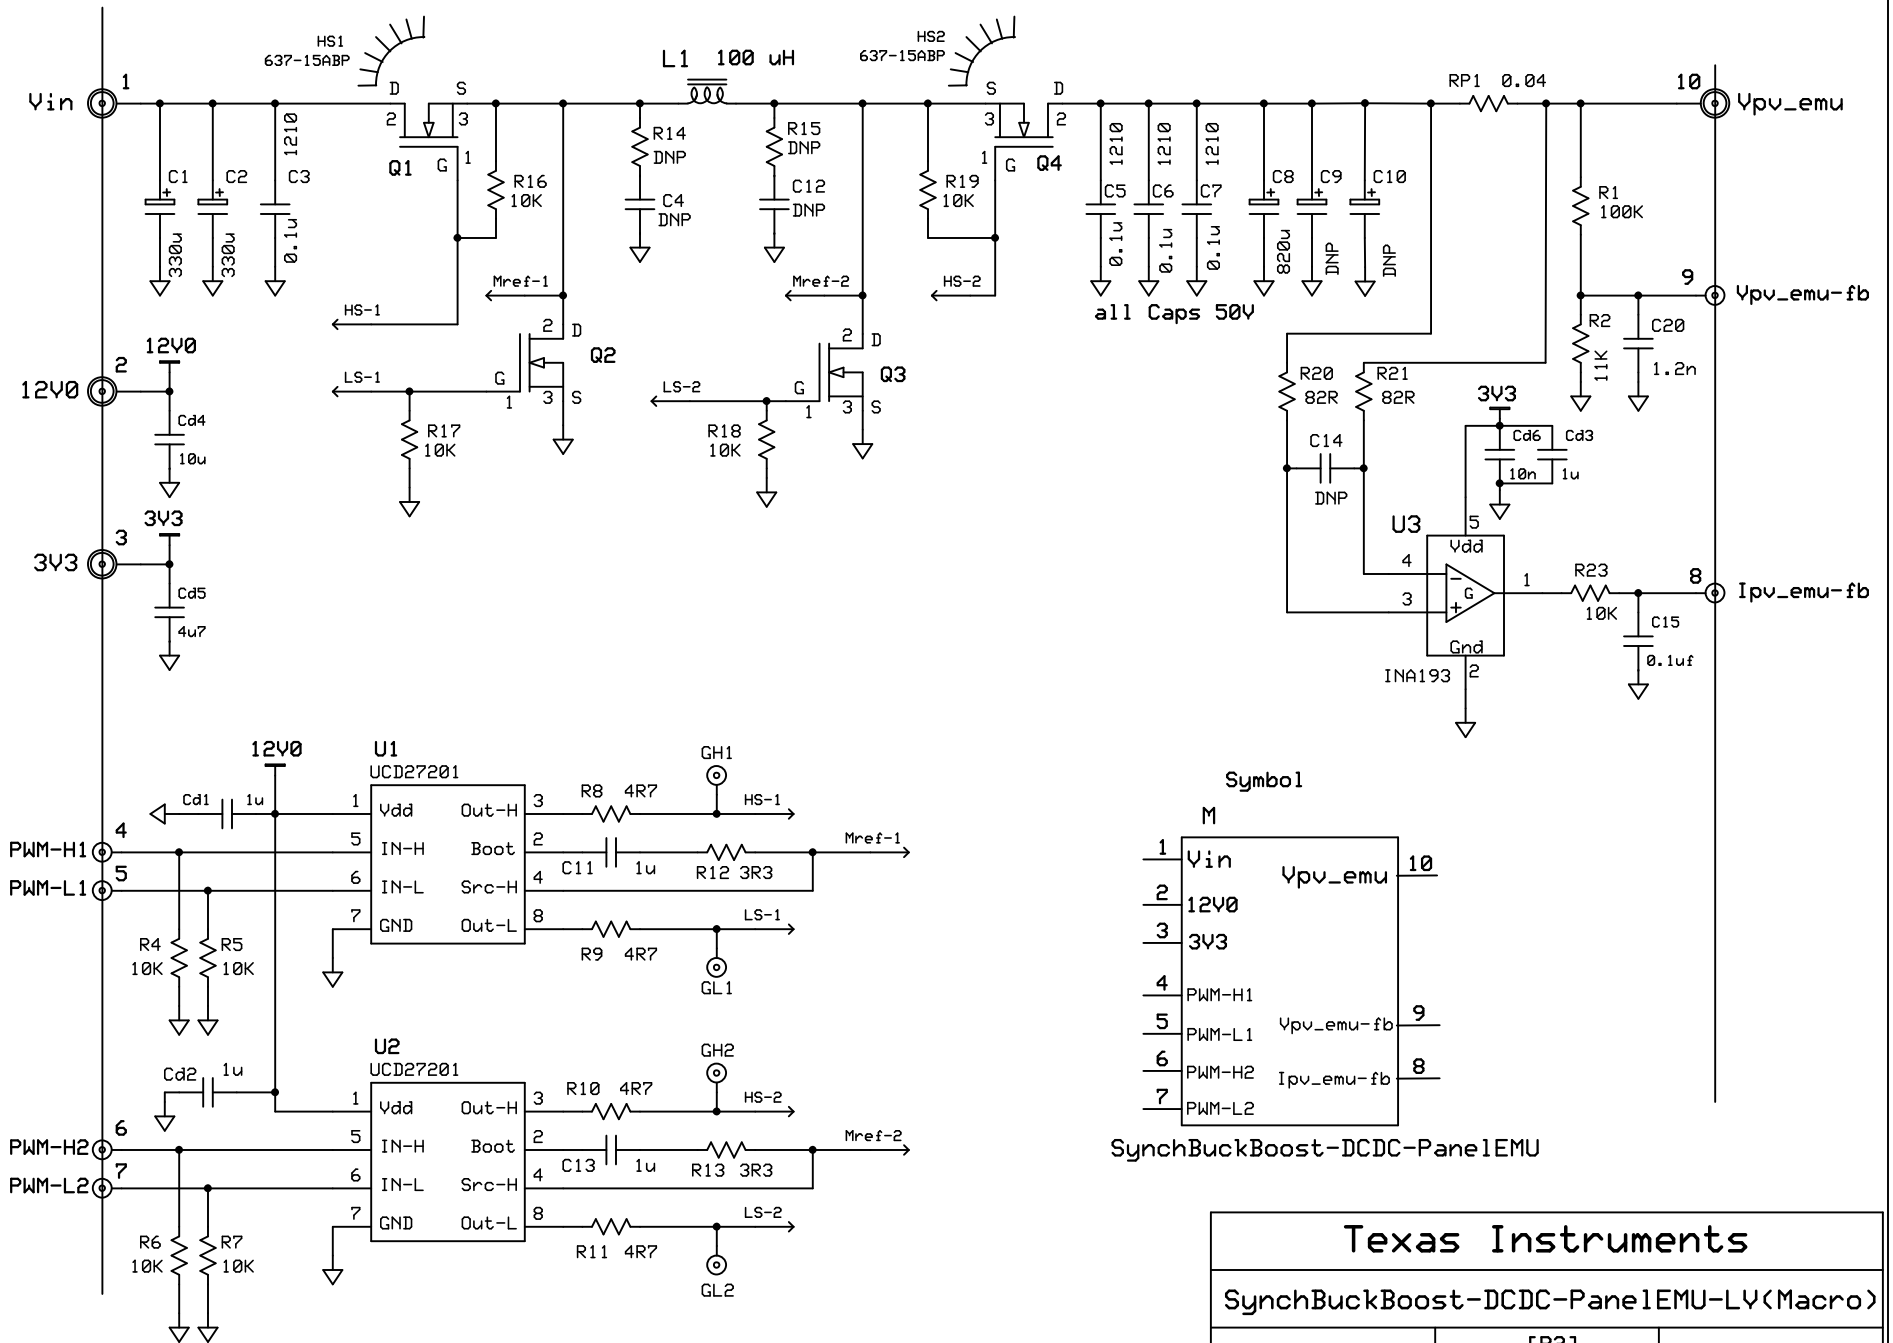 HS1
637-15ABP
HS2
637-15ABP
L1 100 uH
RP1 0.04
Vin
1
D
S
2
3
G
1
Q1
1210
C1
C2
C3
330u
330u
0.1u
R16
10K
R14
DNP
C4
DNP
R15
DNP
C12
DNP
R19
10K
S
D
3
2
1
G
Q4
1210
1210
1210
C5
C6
C7
0.1u
0.1u
0.1u
C8
C9
C10
820u
DNP
DNP
all Caps 50V
10
Vpv_emu
R1
100K
9
Vpv_emu-fb
R2
11K
C20
1.2n
HS-1
Mref-1
Mref-2
HS-2
2
D
Q2
G
1
3
S
LS-1
R17
10K
2
D
Q3
G
1
3
S
LS-2
R18
10K
12V0
2
12V0
Cd4
10u
3V3
3
3V3
Cd5
4u7
R20
82R
R21
82R
C14
DNP
3V3
Cd6
Cd3
10n
1u
U3
5
Vdd
4
3
-
+
G
1
Gnd
2
INA193
R23
10K
8
Ipv_emu-fb
C15
0.1uf
12V0
U1
UCD27201
Cd1
1u
1
Vdd
Out-H
3
R8 4R7
GH1
HS-1
PWM-H1
4
5
IN-H
Boot
2
C11
1u
R12 3R3
Mref-1
PWM-L1
5
6
IN-L
Src-H
4
7
GND
Out-L
8
R9 4R7
LS-1
GL1
R4
10K
R5
10K
U2
UCD27201
Cd2
1u
1
Vdd
Out-H
3
R10 4R7
GH2
HS-2
PWM-H2
6
5
IN-H
Boot
2
C13
1u
R13 3R3
Mref-2
PWM-L2
7
6
IN-L
Src-H
4
7
GND
Out-L
8
R11 4R7
LS-2
GL2
R6
10K
R7
10K
Symbol
M
1
Vin
Vpv_emu
10
2
12V0
3
3V3
4
PWM-H1
5
PWM-L1
Vpv_emu-fb
9
6
PWM-H2
Ipv_emu-fb
8
7
PWM-L2
SynchBuckBoost-DCDC-PanelEMU
Texas Instruments
SynchBuckBoost-DCDC-PanelEMU-LV(Macro)